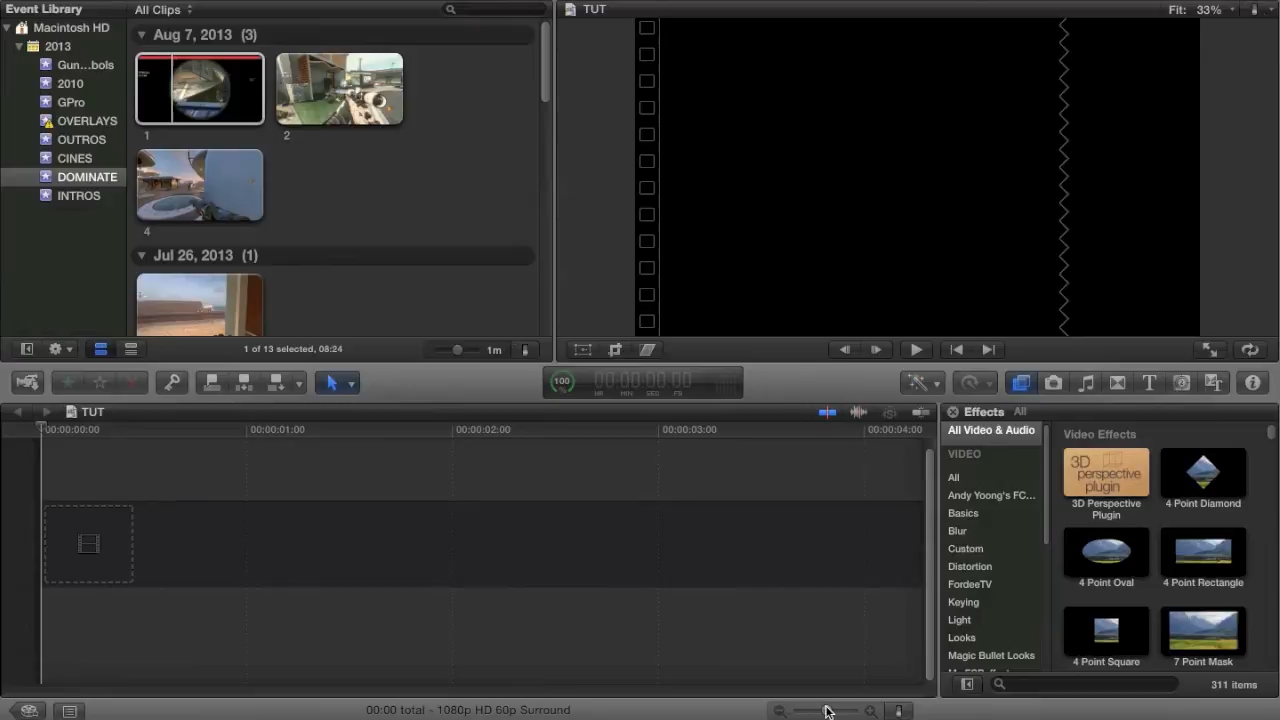 Event Library
All Clips
TUT
Fit: 33%
Macintosh HD
2013
Gun...bols
2010
GPro
OVERLAYS
OUTROS
CINES
DOMINATE
INTROS
Aug 7, 2013 (3)
1
2
4
Jul 26, 2013 (1)
1 of 13 selected, 08:24
1m
100
00:00:00:00
HR MIN SEC FR
TUT
00:00:00:00
00:00:01:00
00:00:02:00
00:00:03:00
00:00:04:00
Effects All
All Video & Audio
VIDEO
All
Andy Yoong's FC...
Basics
Blur
Custom
Distortion
FordeeTV
Keying
Light
Looks
Magic Bullet Looks
Video Effects
3D perspective plugin
3D Perspective Plugin
4 Point Diamond
4 Point Oval
4 Point Rectangle
4 Point Square
7 Point Mask
311 items
00:00 total - 1080p HD 60p Surround